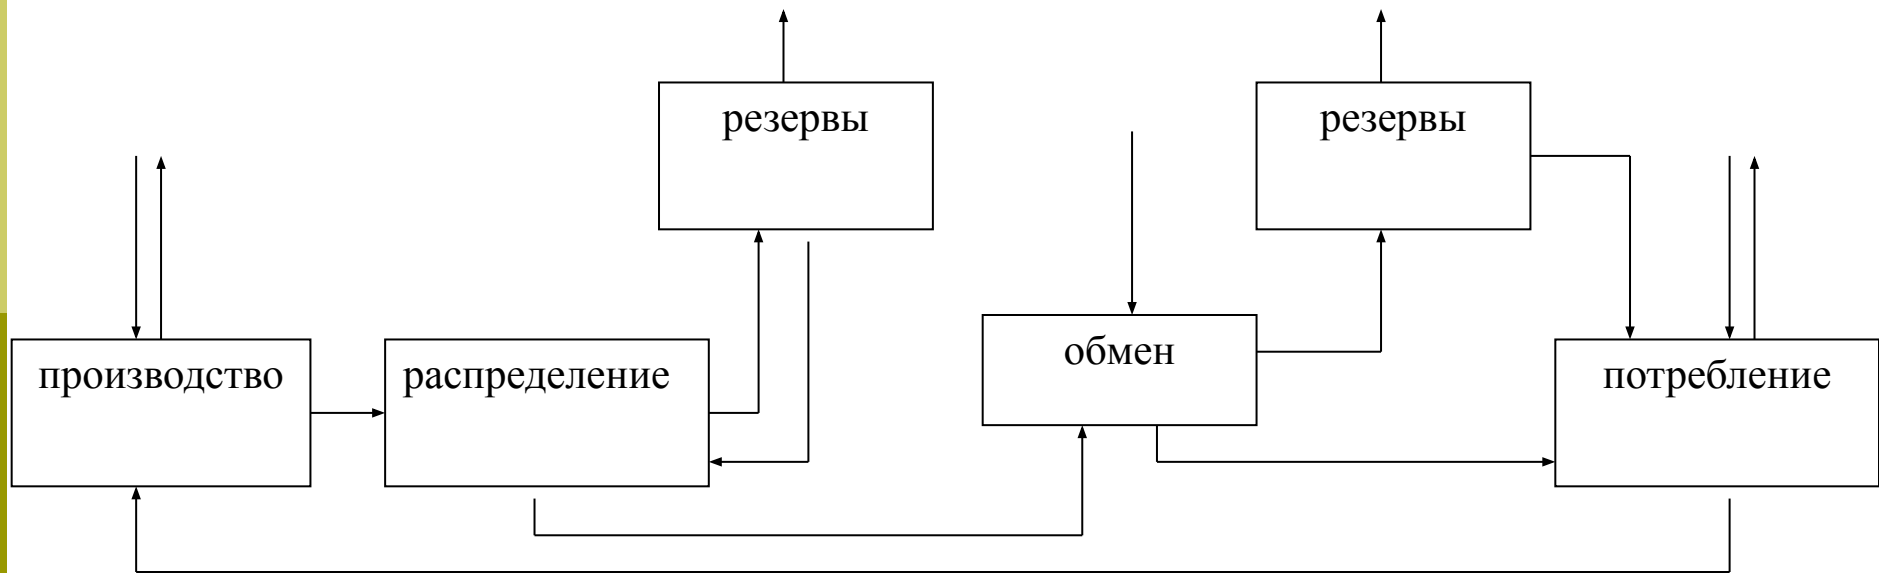 резервы
резервы
обмен
производство
распределение
потребление